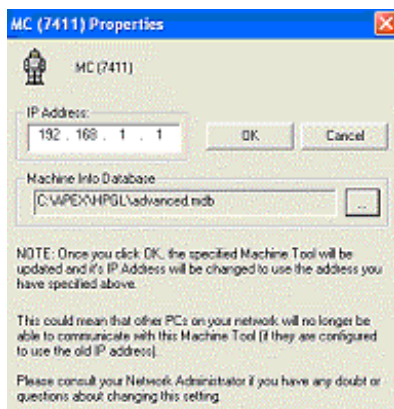 MC (7411) Properties
MC (7411)
IP Address:
192 . 168 . 1 . 1
OK
Cancel
Machine Info Database
C:\APEX\HPGL\advanced.mdb
...
NOTE: Once you click OK, the specified Machine Tool will be
updated and it's IP Address will be changed to use the address you
have specified above.
This could mean that other PCs on your network will no longer be
able to communicate with this Machine Tool (if they are configured
to use the old IP address).
Please consult your Network Administrator if you have any doubt or
questions about changing this setting.